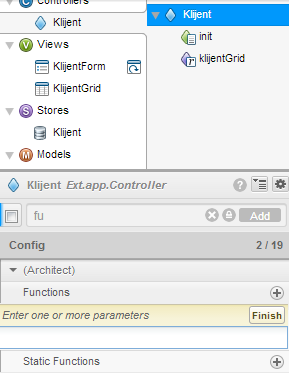 Controllers
Klijent
Views
KlijentForm
KlijentGrid
Stores
Klijent
Models
Klijent
init
klijentGrid
Klijent Ext.app.Controller
fu
Add
Config 2 / 19
(Architect)
Functions
Enter one or more parameters Finish
Static Functions